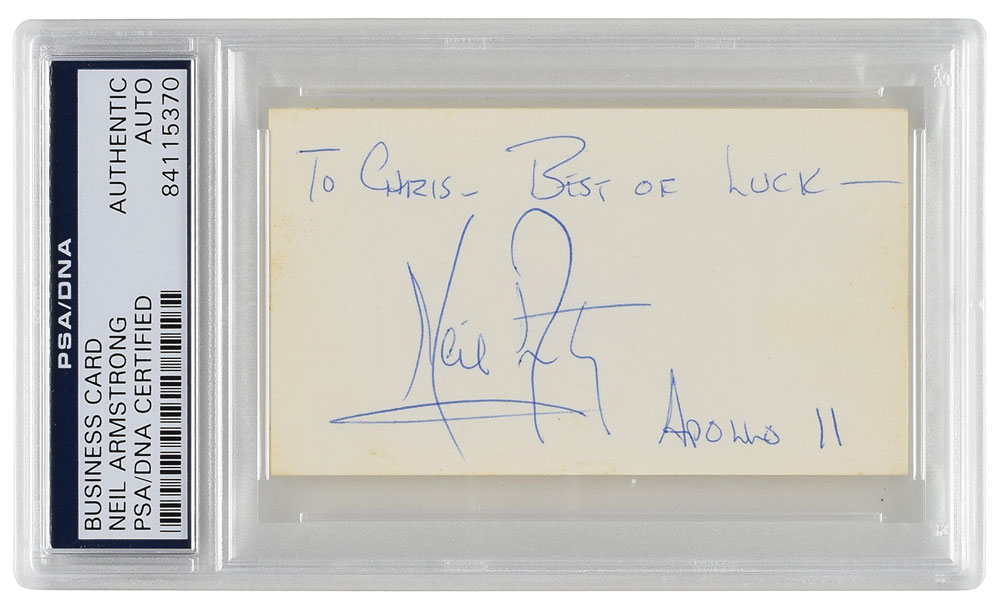 PSA/DNA
BUSINESS CARD
NEIL ARMSTRONG
PSA/DNA CERTIFIED
AUTHENTIC
AUTO
84115370
TO CHRIS- BEST OF LUCK —
Neil
APOLLO 11